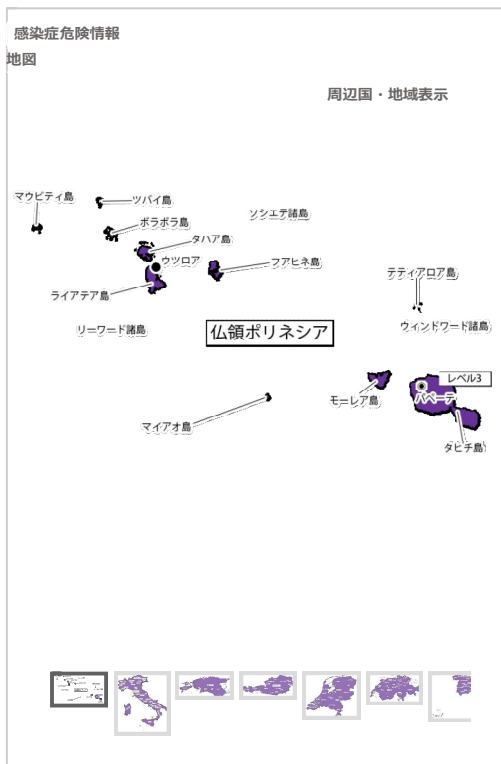 感染症危険情報
地図
周辺国・地域表示
マウピティ島
ツバイ島
ボラボラ島
ソシエテ諸島
タハア島
ウツロア
フアヒネ島
テティアロア島
ライアテア島
リーワード諸島
仏領ポリネシア
ウィンドワード諸島
レベル3
モーレア島
パペーテ
マイアオ島
タヒチ島